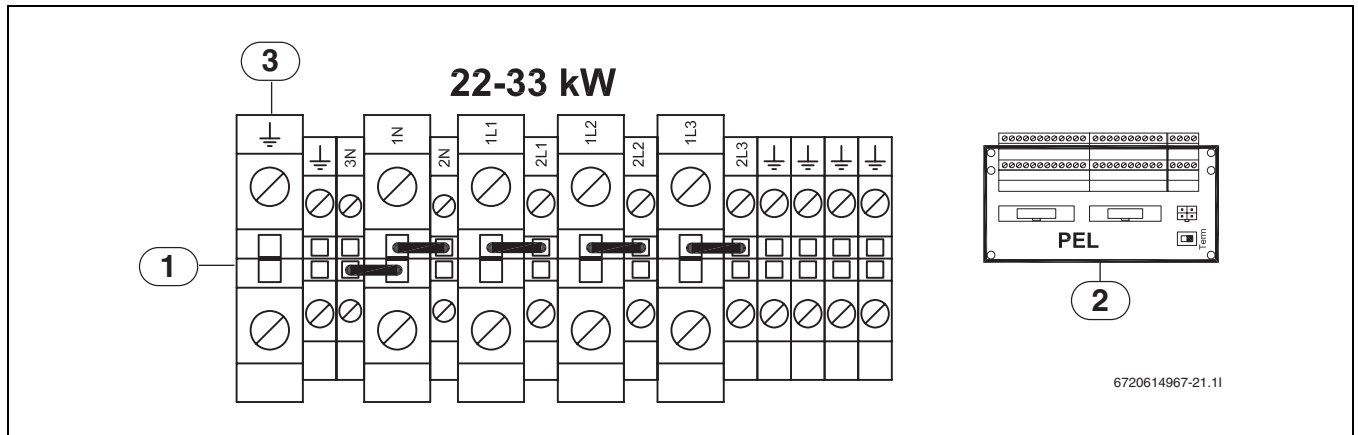 3
22-33 kW
3N
1N
2N
1L1
2L1
1L2
2L2
1L3
2L3
1
PEL
Term
2
6720614967-21.1I